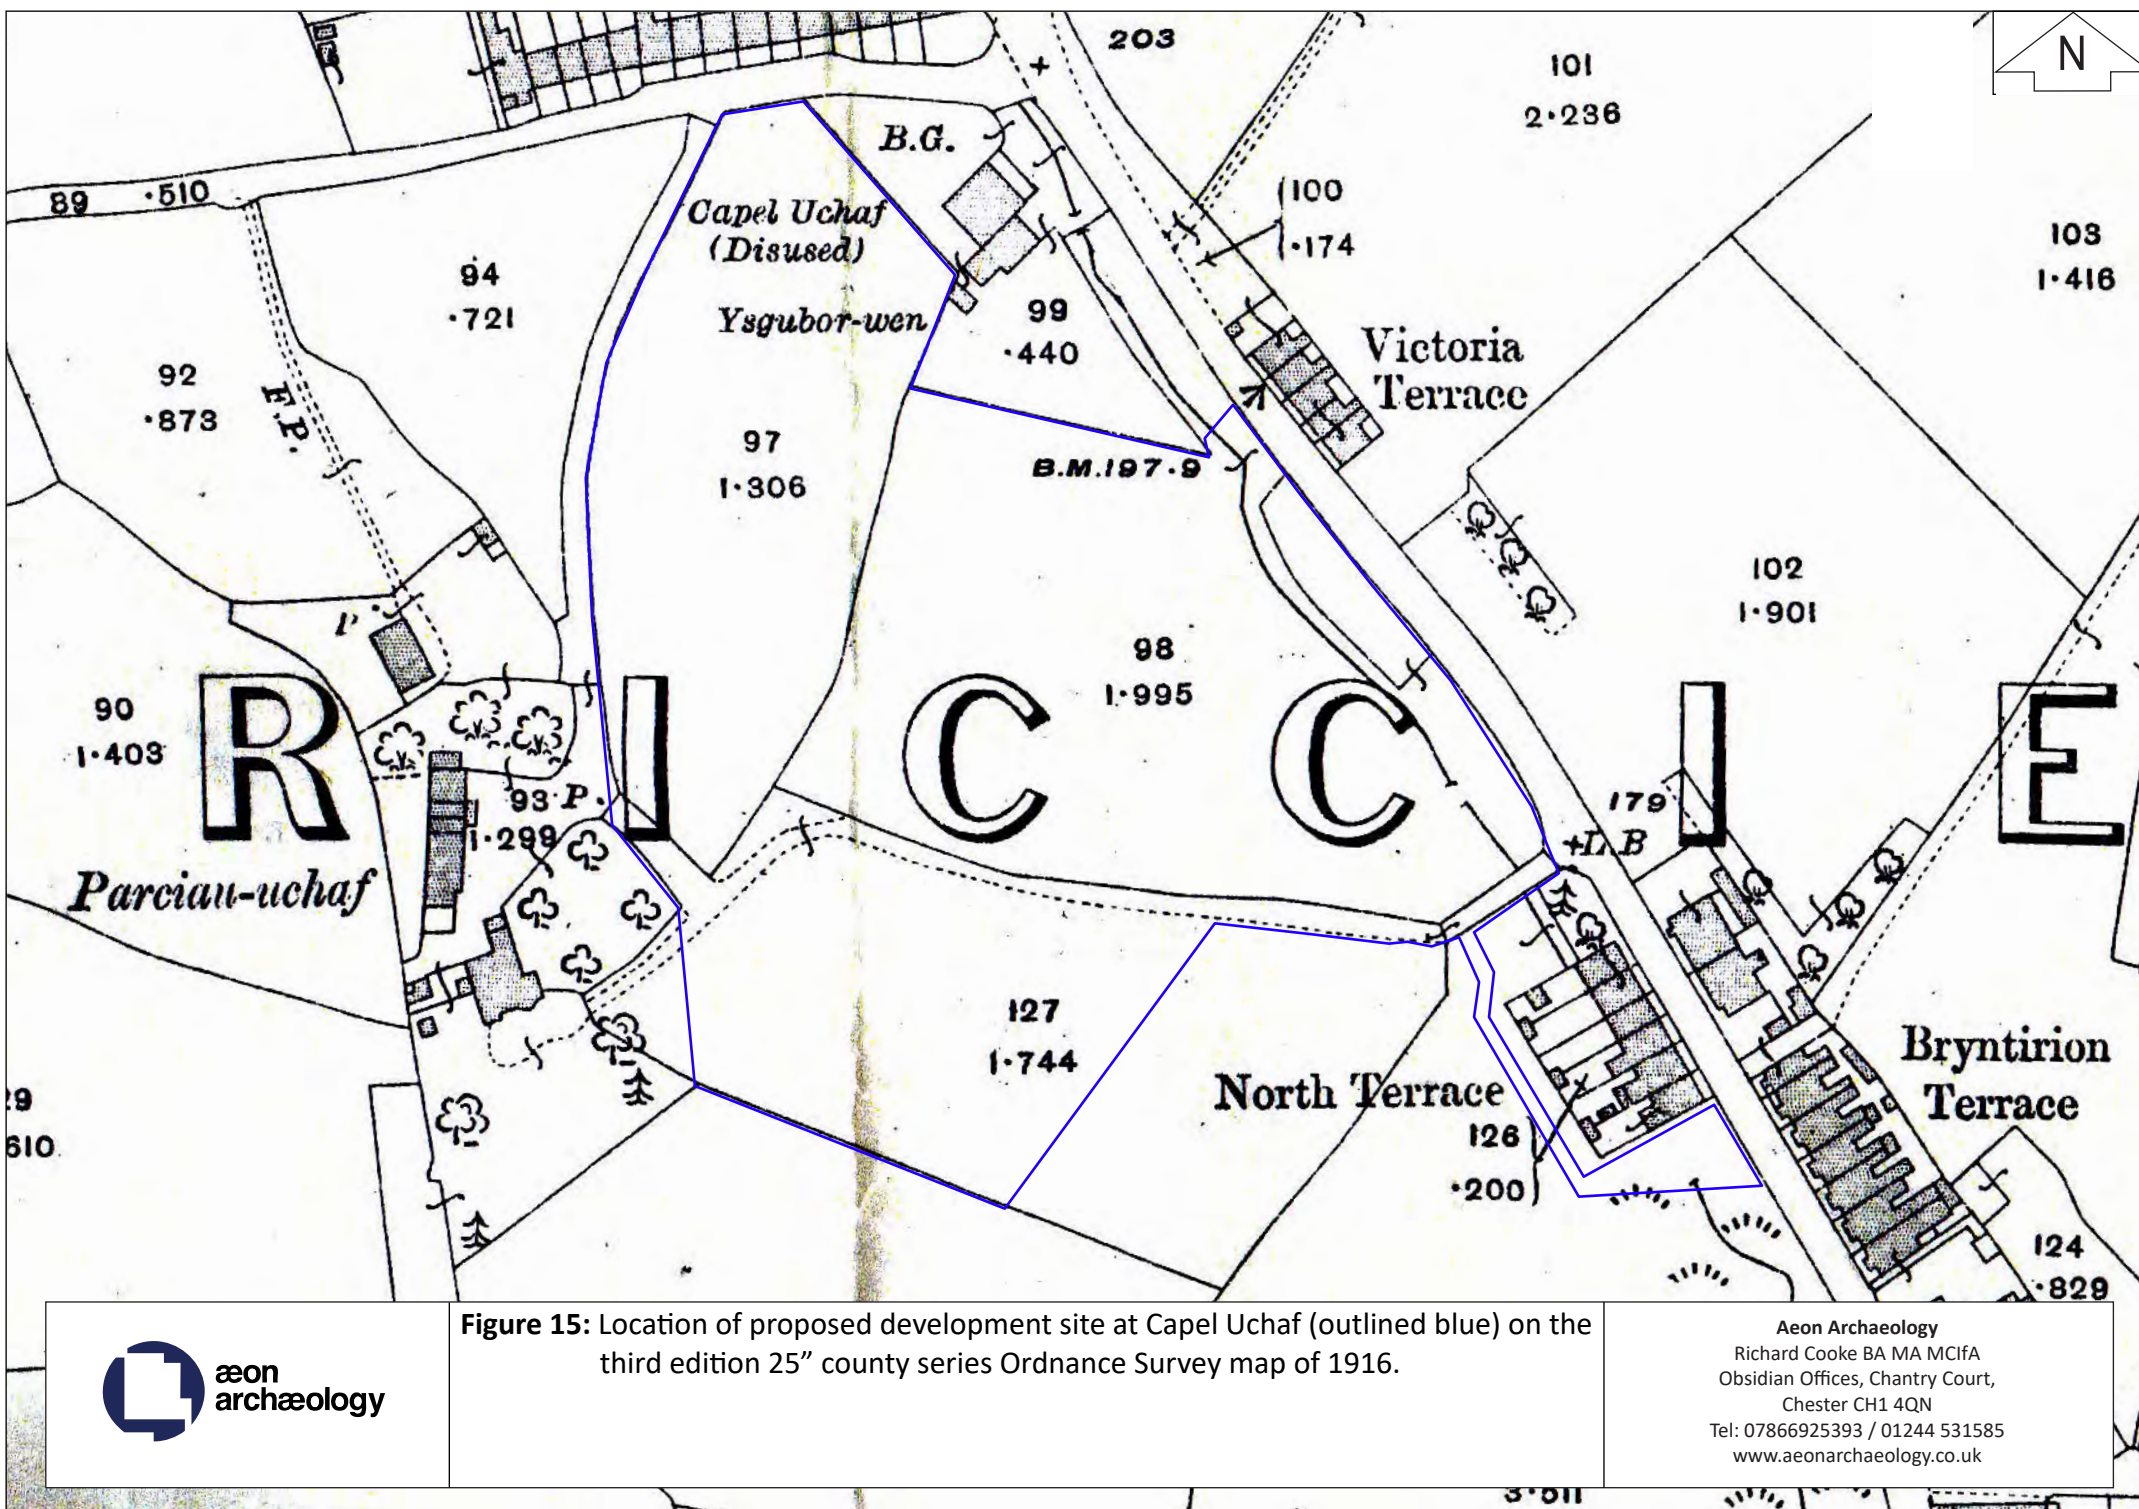 203
101
2·236
N
B.G.
89 ·510
Capel Uchaf
(Disused)
100
·174
103
1·416
94
·721
Ysgubor-wen
99
·440
Victoria
Terrace
92
·873
F.P.
97
1·306
B.M.197·9
102
1·901
P
98
1·995
90
1·403
R I C C I E
93 P.
1·299
179
L.B
Parciau-uchaf
127
1·744
North Terrace
Bryntirion
Terrace
126
·200
29
610
124
·829
æon
archæology
Figure 15: Location of proposed development site at Capel Uchaf (outlined blue) on the
third edition 25” county series Ordnance Survey map of 1916.
Aeon Archaeology
Richard Cooke BA MA MCIfA
Obsidian Offices, Chantry Court,
Chester CH1 4QN
Tel: 07866925393 / 01244 531585
www.aeonarchaeology.co.uk